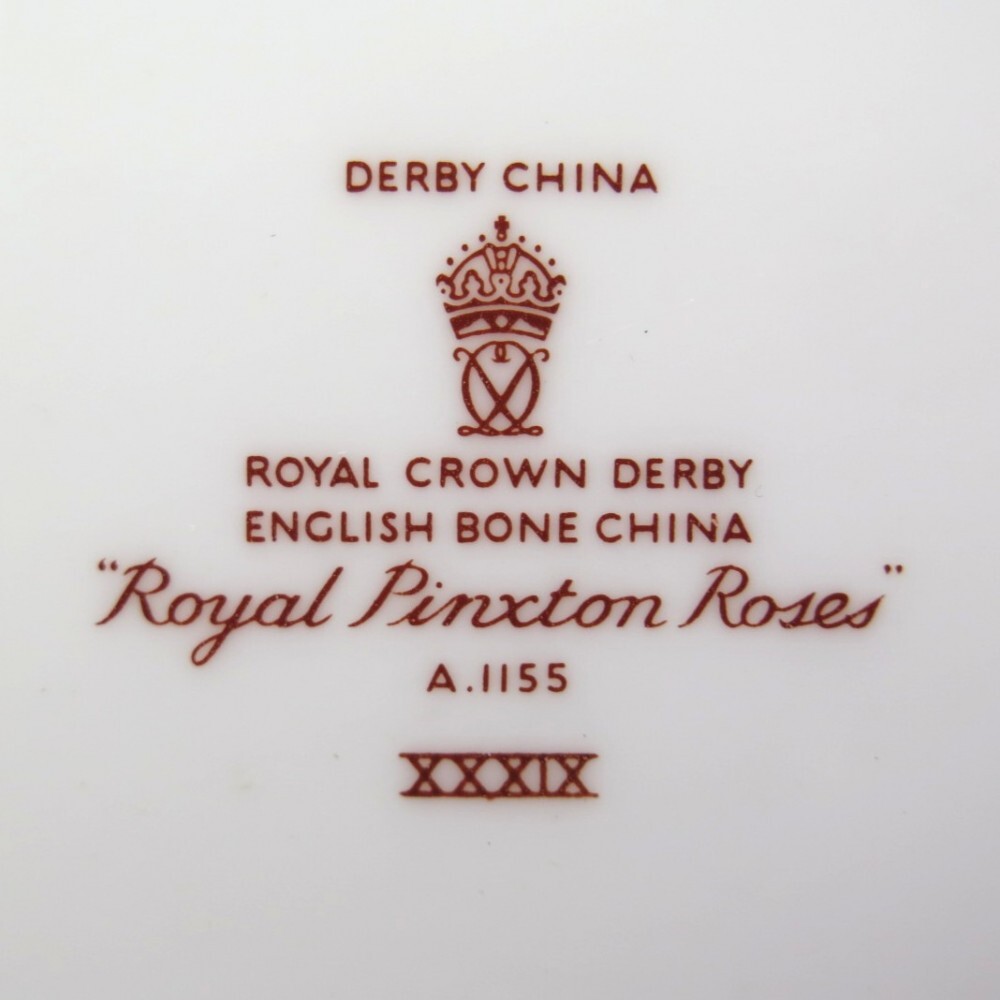 DERBY CHINA
ROYAL CROWN DERBY
ENGLISH BONE CHINA
"Royal Pinxton Roses"
A.1155
XXXIX